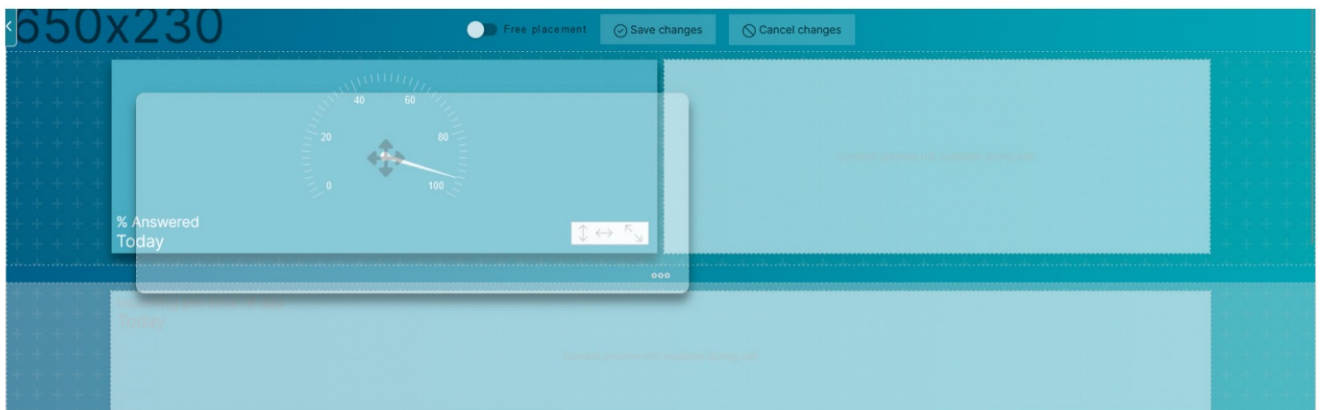 650x230
Free placement
Save changes
Cancel changes
40 60
20 80
0 100
% Answered
Today
Today